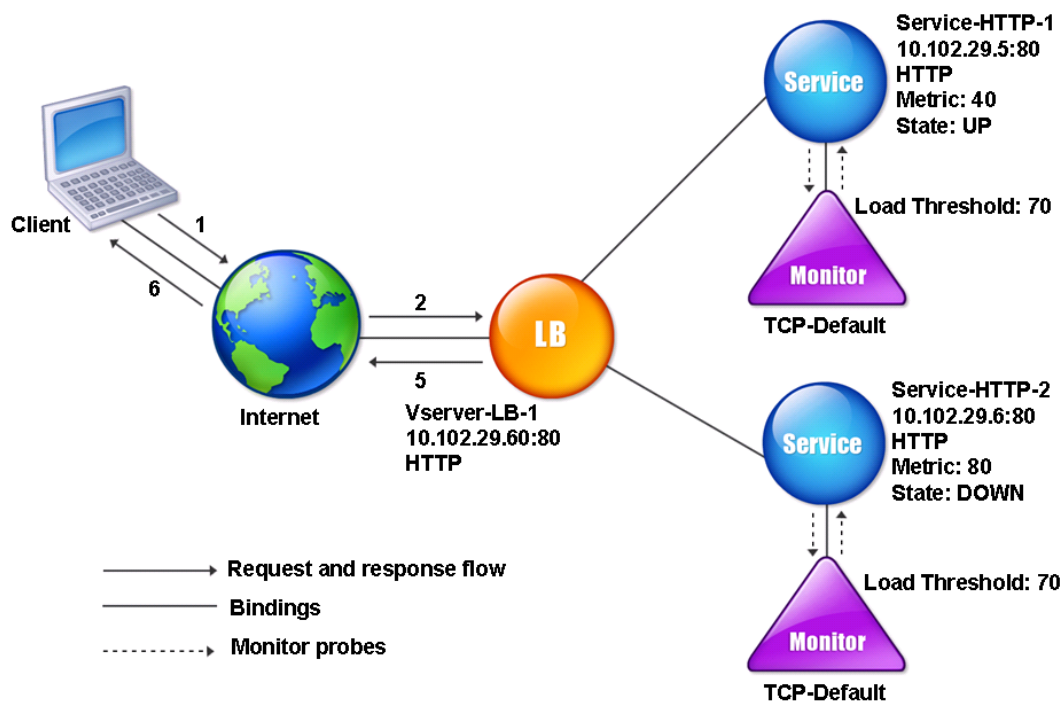 Service-HTTP-1
10.102.29.5:80
HTTP
Metric: 40
State: UP
Service
Load Threshold: 70
Monitor
TCP-Default
Client
1
6
Internet
2
5
LB
Vserver-LB-1
10.102.29.60:80
HTTP
Service-HTTP-2
10.102.29.6:80
HTTP
Metric: 80
State: DOWN
Service
Load Threshold: 70
Monitor
TCP-Default
Request and response flow
Bindings
Monitor probes